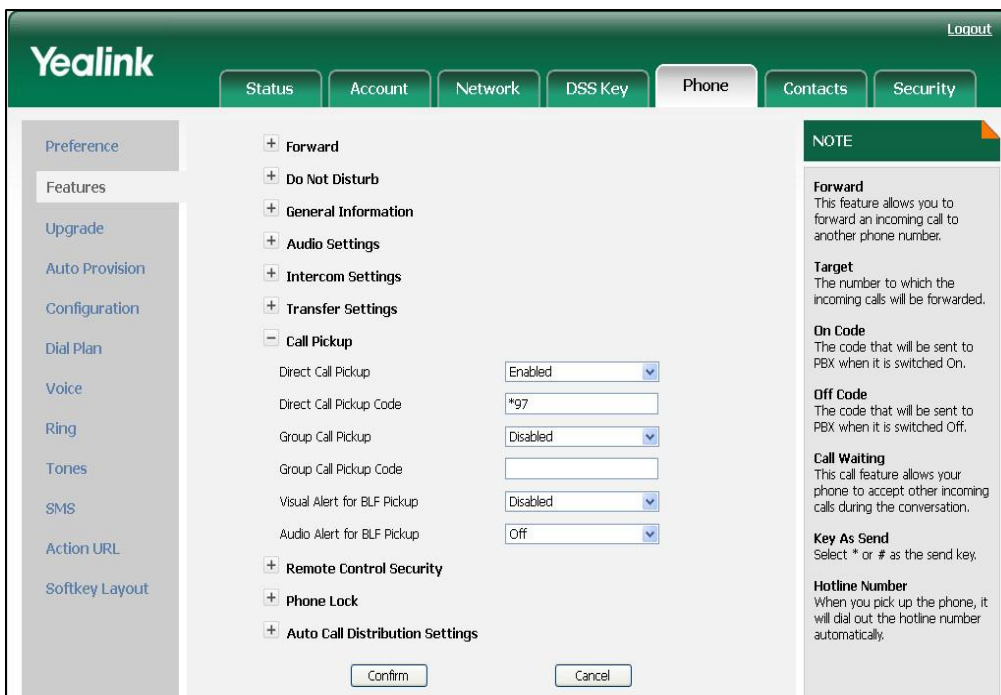 Logout
Yealink
Status Account Network DSS Key Phone Contacts Security
Preference
Features
Upgrade
Auto Provision
Configuration
Dial Plan
Voice
Ring
Tones
SMS
Action URL
Softkey Layout
+ Forward
+ Do Not Disturb
+ General Information
+ Audio Settings
+ Intercom Settings
+ Transfer Settings
− Call Pickup
Direct Call Pickup Enabled
Direct Call Pickup Code *97
Group Call Pickup Disabled
Group Call Pickup Code
Visual Alert for BLF Pickup Disabled
Audio Alert for BLF Pickup Off
+ Remote Control Security
+ Phone Lock
+ Auto Call Distribution Settings
Confirm Cancel
NOTE
Forward
This feature allows you to
forward an incoming call to
another phone number.
Target
The number to which the
incoming calls will be forwarded.
On Code
The code that will be sent to
PBX when it is switched On.
Off Code
The code that will be sent to
PBX when it is switched Off.
Call Waiting
This call feature allows your
phone to accept other incoming
calls during the conversation.
Key As Send
Select * or # as the send key.
Hotline Number
When you pick up the phone, it
will dial out the hotline number
automatically.